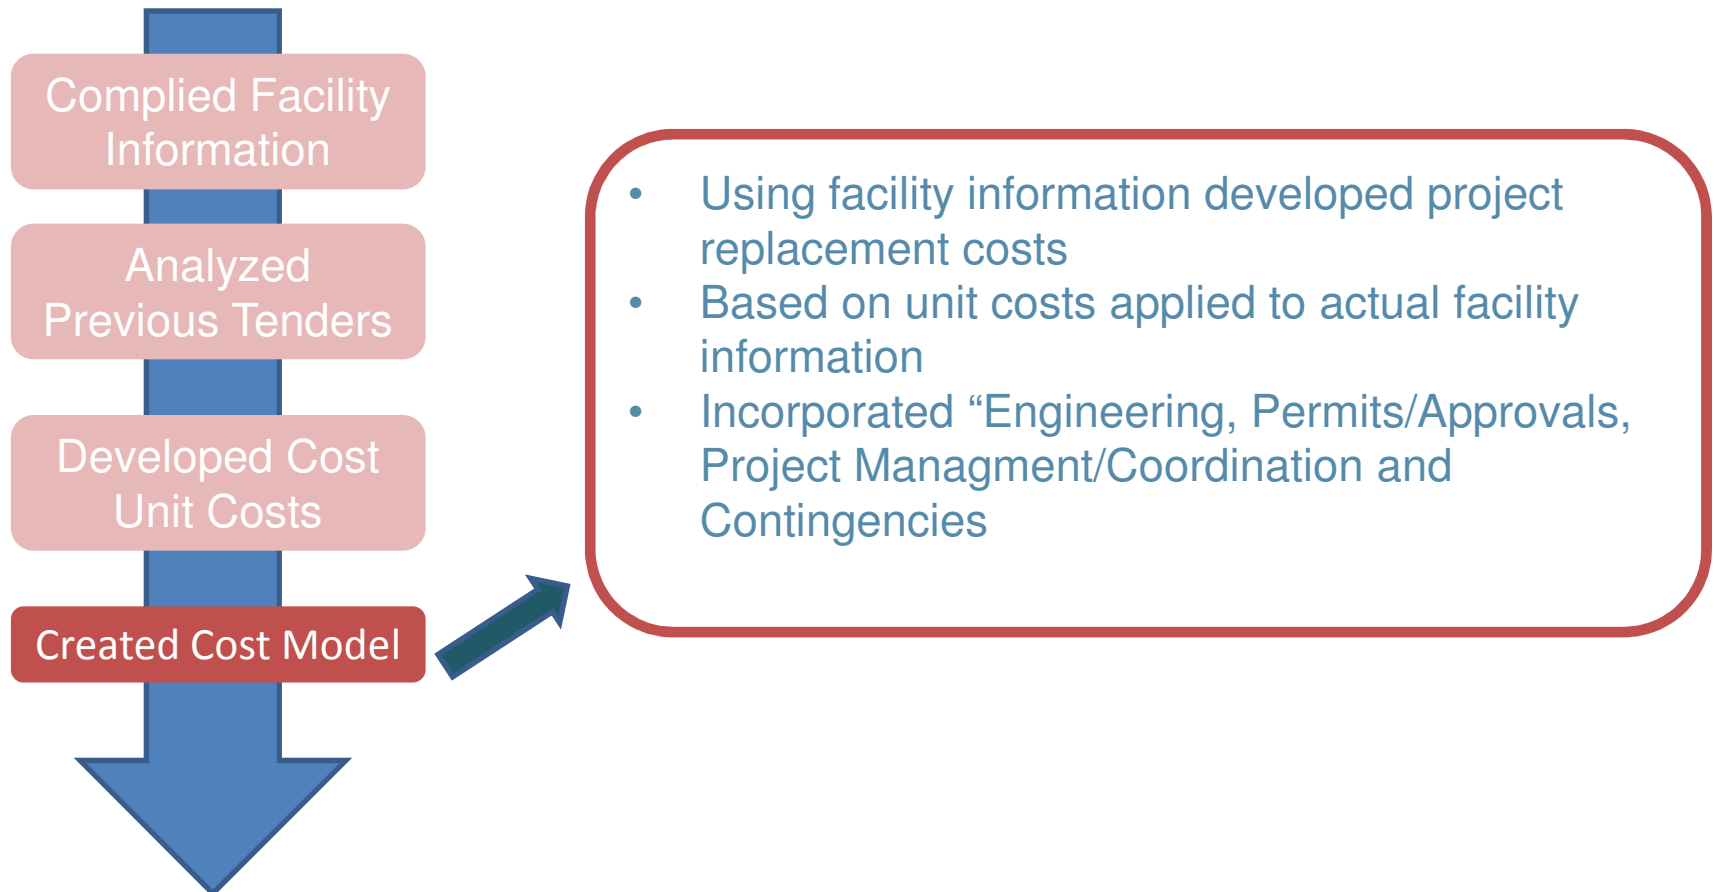 Complied Facility
Information
Analyzed
Previous Tenders
Developed Cost
Unit Costs
Created Cost Model
• Using facility information developed project
replacement costs
• Based on unit costs applied to actual facility
information
• Incorporated “Engineering, Permits/Approvals,
Project Managment/Coordination and
Contingencies